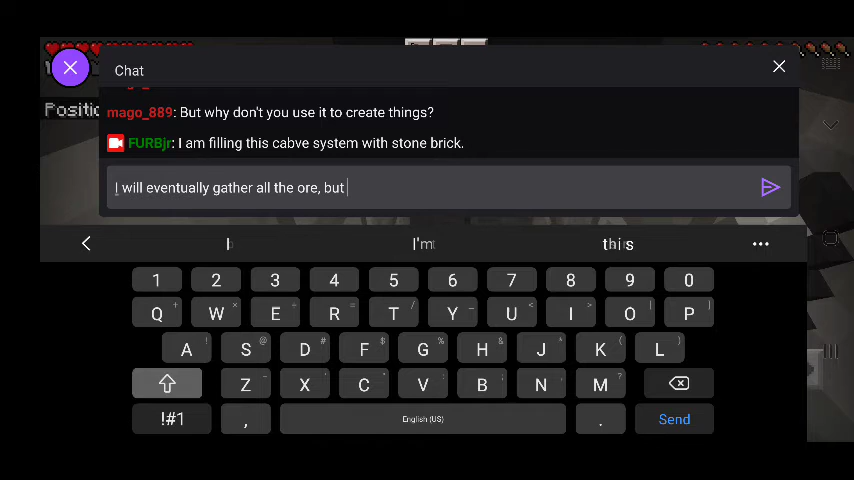 Chat
mago_889: But why don't you use it to create things?
FURBjr: I am filling this cabve system with stone brick.
I will eventually gather all the ore, but
Positio
I I'm this
1 2 3 4 5 6 7 8 9 0
Q + W × E ÷ R = T / Y _ U < I > O [ P ]
A ! S @ D # F $ G % H & J * K ( L )
Z - X ' C " V : B ; N , M ?
!#1 , English (US) . Send